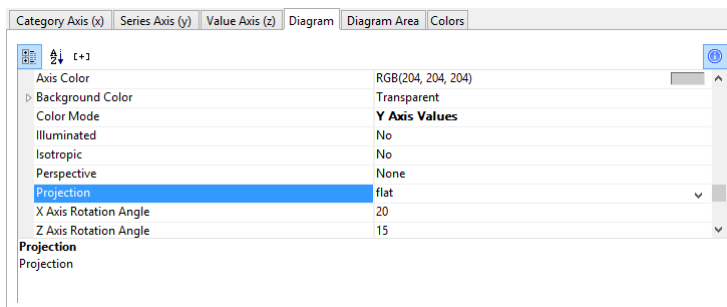 Category Axis (x) Series Axis (y) Value Axis (z) Diagram Diagram Area Colors
A Z [+]
Axis Color RGB(204, 204, 204)
Background Color Transparent
Color Mode Y Axis Values
Illuminated No
Isotropic No
Perspective None
Projection flat
X Axis Rotation Angle 20
Z Axis Rotation Angle 15
Projection
Projection